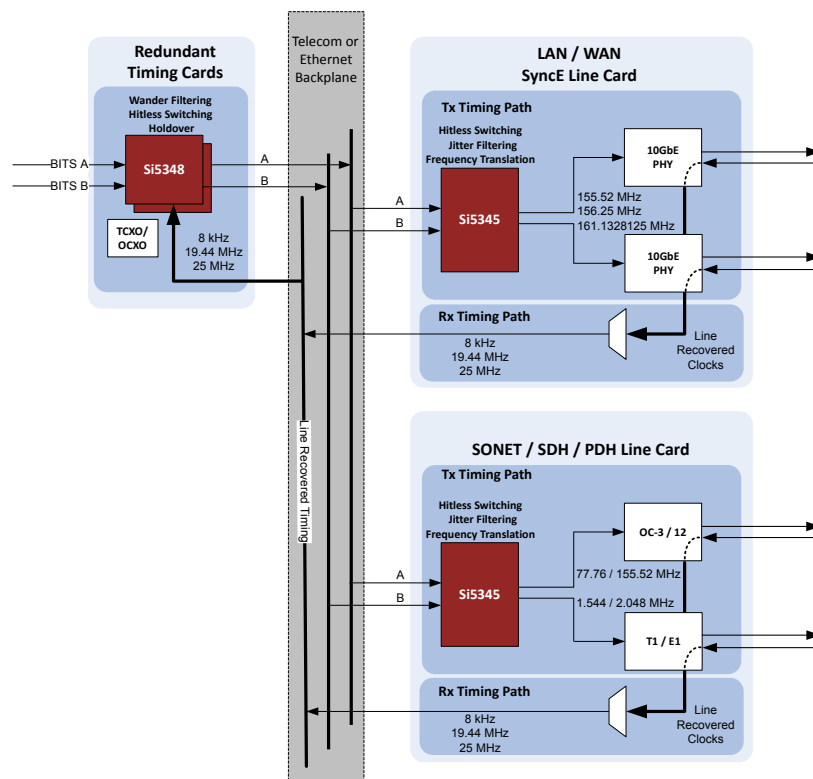 Redundant
Timing Cards
Wander Filtering
Hitless Switching
Holdover
BITS A
BITS B
Si5348
A
B
TCXO/
OCXO
8 kHz
19.44 MHz
25 MHz
Telecom or
Ethernet
Backplane
Line Recovered Timing
LAN / WAN
SyncE Line Card
Tx Timing Path
Hitless Switching
Jitter Filtering
Frequency Translation
A
B
Si5345
155.52 MHz
156.25 MHz
161.1328125 MHz
10GbE
PHY
10GbE
PHY
Rx Timing Path
8 kHz
19.44 MHz
25 MHz
Line
Recovered
Clocks
SONET / SDH / PDH Line Card
Tx Timing Path
Hitless Switching
Jitter Filtering
Frequency Translation
A
B
Si5345
77.76 / 155.52 MHz
1.544 / 2.048 MHz
OC-3 / 12
T1 / E1
Rx Timing Path
8 kHz
19.44 MHz
25 MHz
Line
Recovered
Clocks